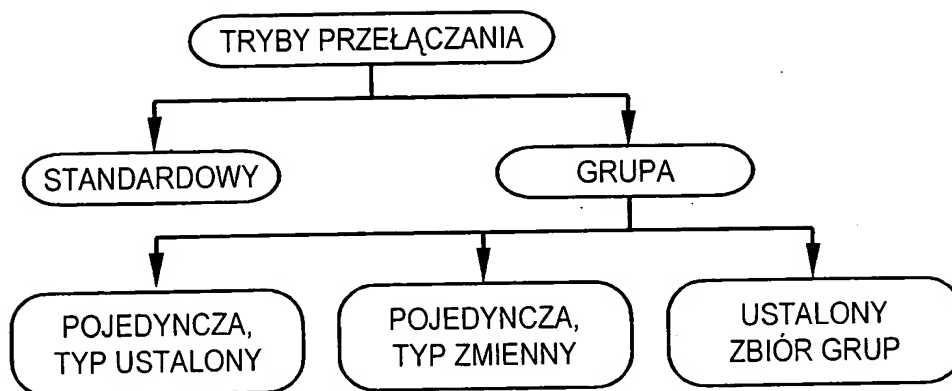 TRYBY PRZEŁĄCZANIA
STANDARDOWY
GRUPA
POJEDYNCZA,
TYP USTALONY
POJEDYNCZA,
TYP ZMIENNY
USTALONY
ZBIÓR GRUP